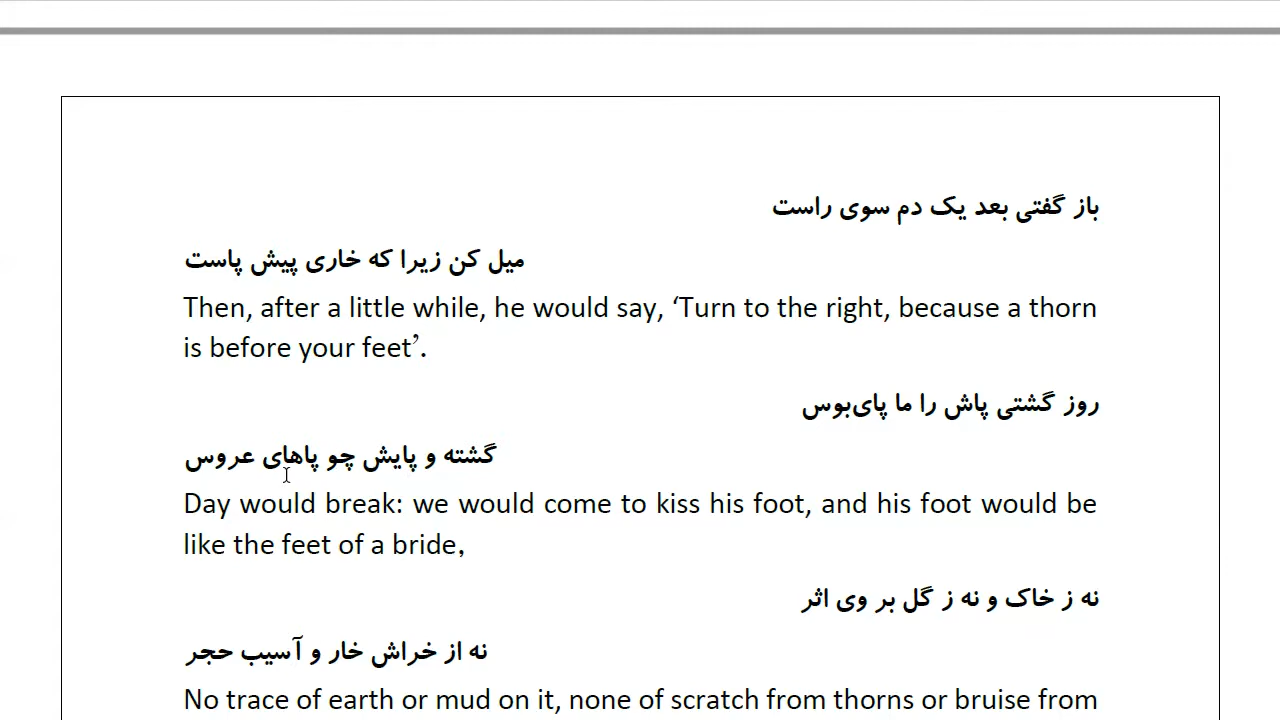 باز گفتی بعد یک دم سوی راست
میل کن زیرا که خاری پیش پاست
Then, after a little while, he would say, ‘Turn to the right, because a thorn
is before your feet’.
روز گشتی پاش را ما پای‌بوس
گشته و پایش چو پاهای عروس
Day would break: we would come to kiss his foot, and his foot would be
like the feet of a bride,
نه ز خاک و نه ز گل بر وی اثر
نه از خراش خار و آسیب حجر
No trace of earth or mud on it, none of scratch from thorns or bruise from